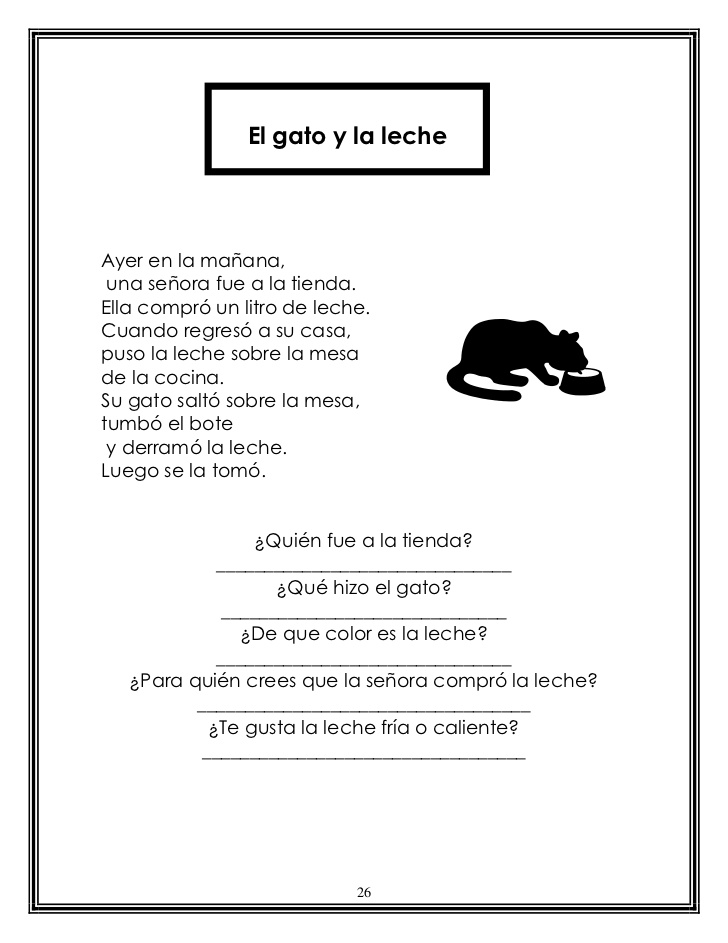 El gato y la leche
Ayer en la mañana,
una señora fue a la tienda.
Ella compró un litro de leche.
Cuando regresó a su casa,
puso la leche sobre la mesa
de la cocina.
Su gato saltó sobre la mesa,
tumbó el bote
y derramó la leche.
Luego se la tomó.
¿Quién fue a la tienda?
¿Qué hizo el gato?
¿De que color es la leche?
¿Para quién crees que la señora compró la leche?
¿Te gusta la leche fría o caliente?
26